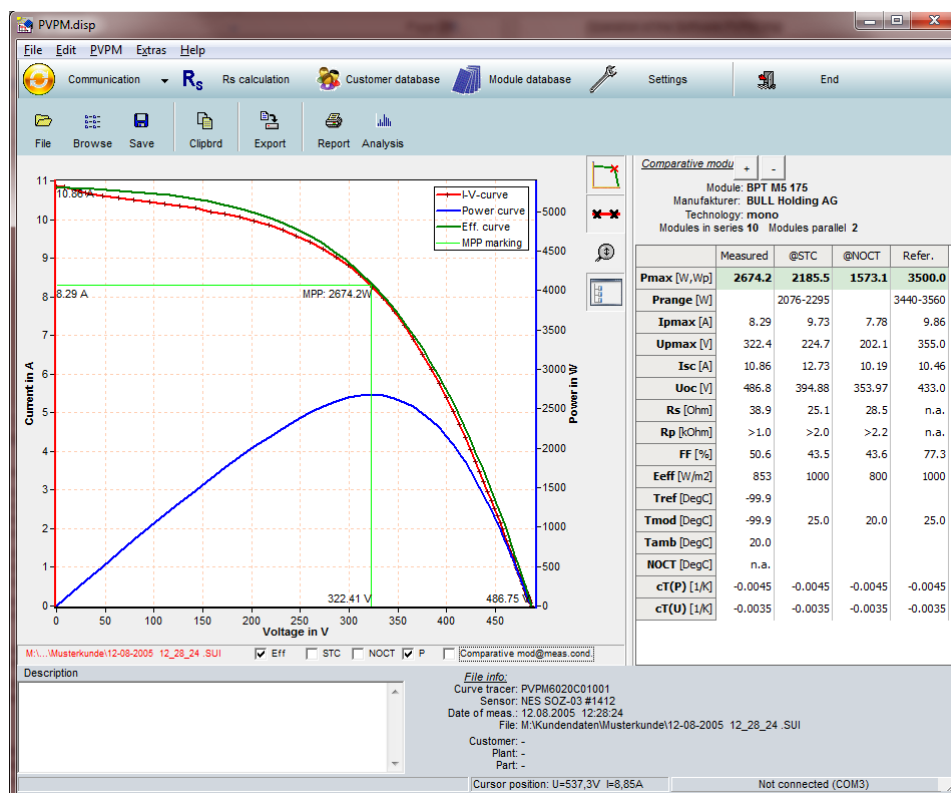 PVPM.disp
File Edit PVPM Extras Help
Communication Rs Rs calculation Customer database Module database Settings End
File Browse Save Clipbrd Export Report Analysis
Comparative modu + -
Module: BPT M5 175
Manufakturer: BULL Holding AG
Technology: mono
Modules in series 10 Modules parallel 2
Measured @STC @NOCT Refer.
Pmax [W,Wp] 2674.2 2185.5 1573.1 3500.0
Prange [W] 2076-2295 3440-3560
Ipmax [A] 8.29 9.73 7.78 9.86
Upmax [V] 322.4 224.7 202.1 355.0
Isc [A] 10.86 12.73 10.19 10.46
Uoc [V] 486.8 394.88 353.97 433.0
Rs [Ohm] 38.9 25.1 28.5 n.a.
Rp [kOhm] >1.0 >2.0 >2.2 n.a.
FF [%] 50.6 43.5 43.6 77.3
Eeff [W/m2] 853 1000 800 1000
Tref [DegC] -99.9
Tmod [DegC] -99.9 25.0 20.0 25.0
Tamb [DegC] 20.0
NOCT [DegC] n.a.
cT(P) [1/K] -0.0045 -0.0045 -0.0045 -0.0045
cT(U) [1/K] -0.0035 -0.0035 -0.0035 -0.0035
I-V-curve
Power curve
Eff. curve
MPP marking
10.86 A
8.29 A
MPP: 2674.2W
322.41 V
486.75 V
Current in A
11
10
9
8
7
6
5
4
3
2
1
0
Power in W
5000
4500
4000
3500
3000
2500
2000
1500
1000
500
0
0 50 100 150 200 250 300 350 400 450
Voltage in V
M:\...\Musterkunde\12-08-2005 12_28_24 .SUI Eff STC NOCT P Comparative mod@meas.cond.
Description
File info:
Curve tracer: PVPM6020C01001
Sensor: NES SOZ-03 #1412
Date of meas.: 12.08.2005 12:28:24
File: M:\Kundendaten\Musterkunde\12-08-2005 12_28_24 .SUI
Customer: -
Plant: -
Part: -
Cursor position: U=537,3V I=8,85A Not connected (COM3)